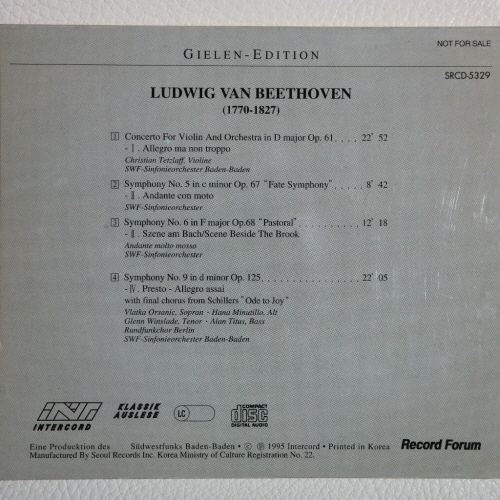 GIELEN-EDITION
NOT FOR SALE
SRCD-5329
LUDWIG VAN BEETHOVEN
(1770-1827)
1 Concerto For Violin And Orchestra in D major Op. 61 . . . . 22' 52
- I . Allegro ma non troppo
Christian Tetzlaff, Violine
SWF-Sinfonieorchester Baden-Baden
2 Symphony No. 5 in c minor Op. 67 "Fate Symphony" . . . . . 8' 42
- II . Andante con moto
SWF-Sinfonieorchester
3 Symphony No. 6 in F major Op.68 "Pastoral" . . . . . . . . . . 12' 18
- II . Szene am Bach/Scene Beside The Brook
Andante molto mosso
SWF-Sinfonieorchester
4 Symphony No. 9 in d minor Op. 125 . . . . . . . . . . . . . . . 22' 05
- IV . Presto - Allegro assai
with final chorus from Schillers "Ode to Joy"
Vlatka Orsanic, Sopran · Hana Minutillo, Alt
Glenn Winslade, Tenor · Alan Titus, Bass
Rundfunkchor Berlin
SWF-Sinfonieorchester Baden-Baden
INT
INTERCORD
KLASSIK
AUSLESE
LC
COMPACT
disc
DIGITAL AUDIO
Eine Producktion des Südwestfunks Baden-Baden · © ℗ 1995 Intercord · Printed in Korea
Manufactured By Seoul Records Inc. Korea Ministry of Culture Registration No. 22.
Record Forum